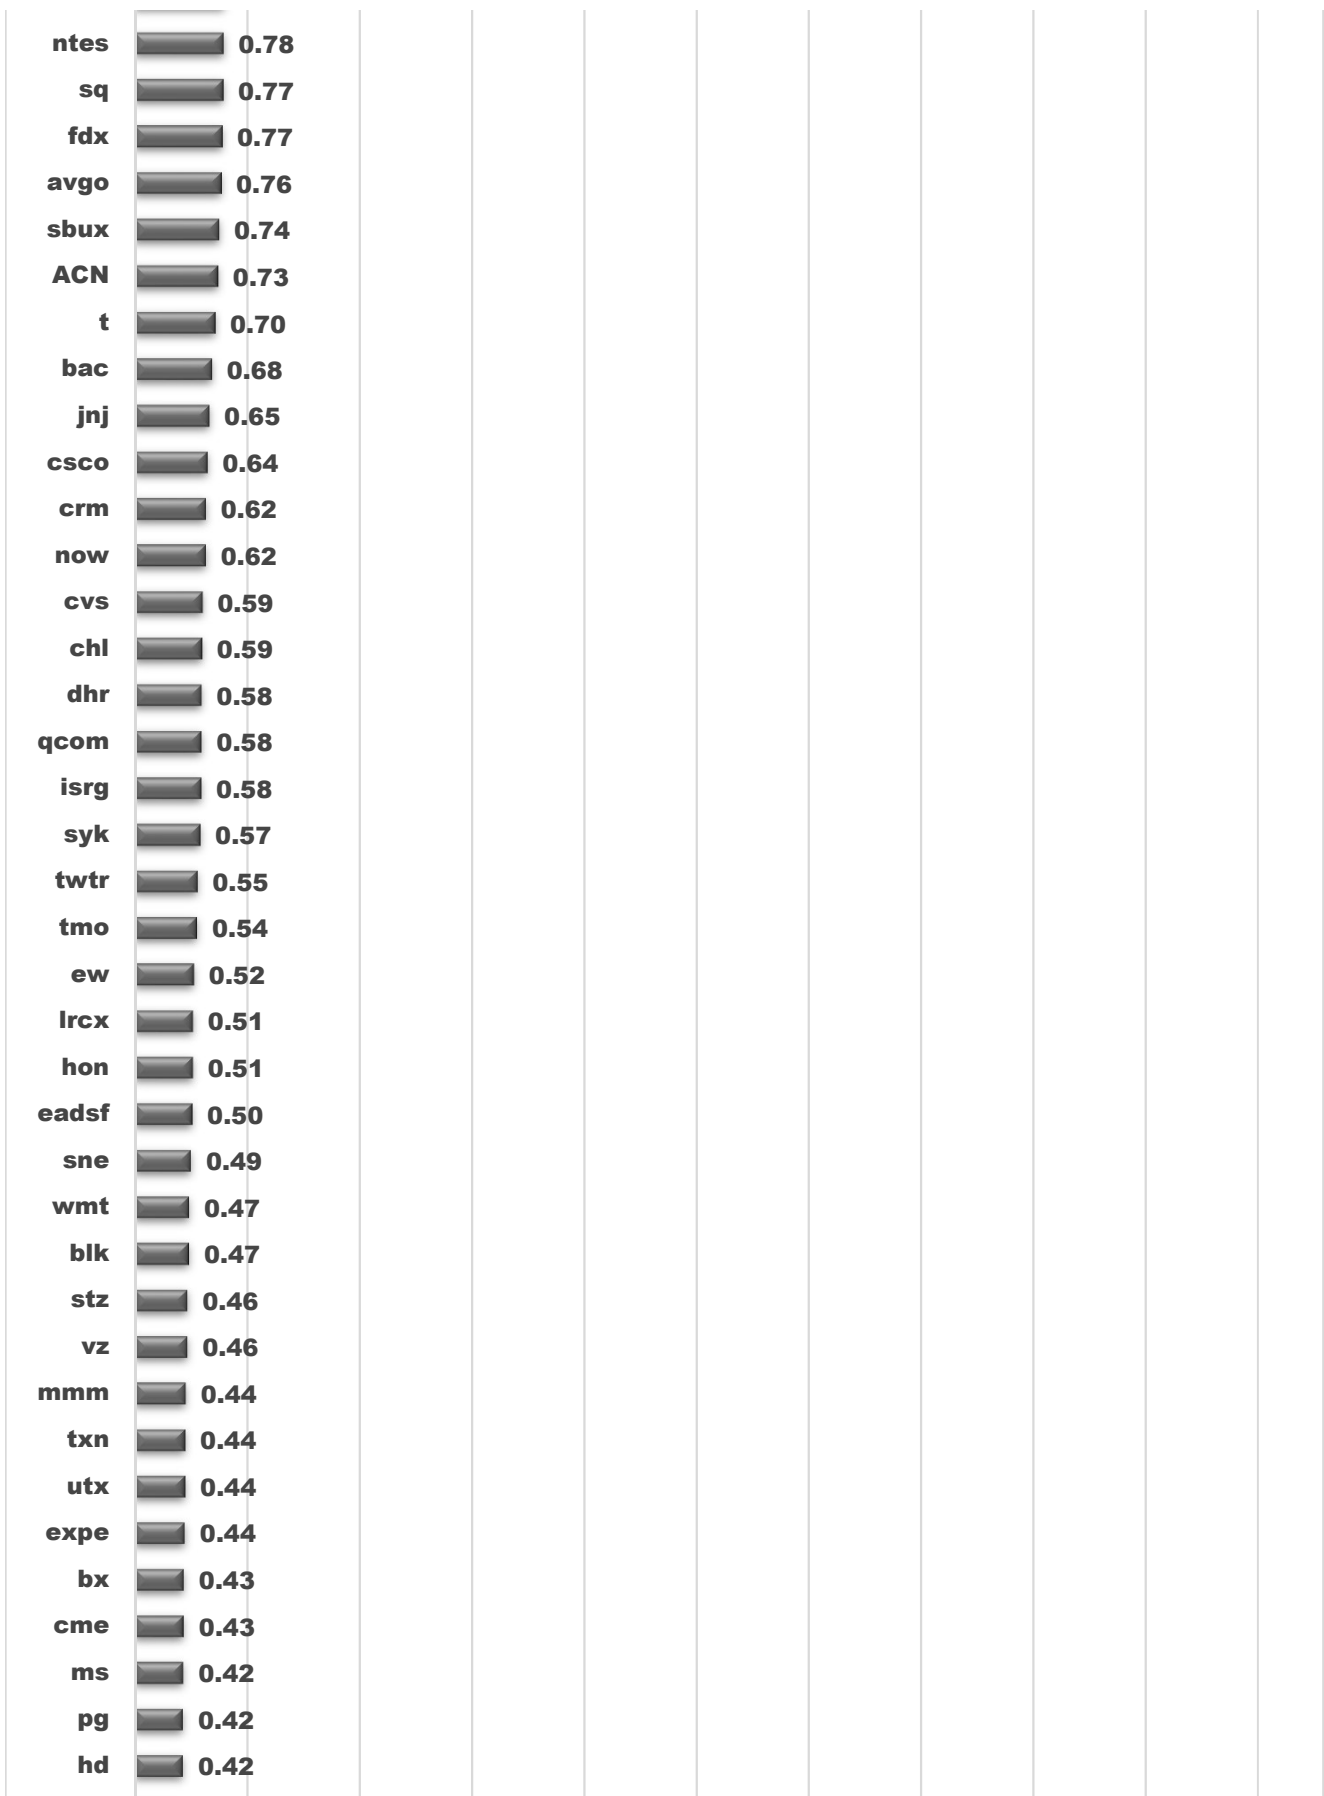 ntes 0.78
sq 0.77
fdx 0.77
avgo 0.76
sbux 0.74
ACN 0.73
t 0.70
bac 0.68
jnj 0.65
csco 0.64
crm 0.62
now 0.62
cvs 0.59
chl 0.59
dhr 0.58
qcom 0.58
isrg 0.58
syk 0.57
twtr 0.55
tmo 0.54
ew 0.52
lrcx 0.51
hon 0.51
eadsf 0.50
sne 0.49
wmt 0.47
blk 0.47
stz 0.46
vz 0.46
mmm 0.44
txn 0.44
utx 0.44
expe 0.44
bx 0.43
cme 0.43
ms 0.42
pg 0.42
hd 0.42